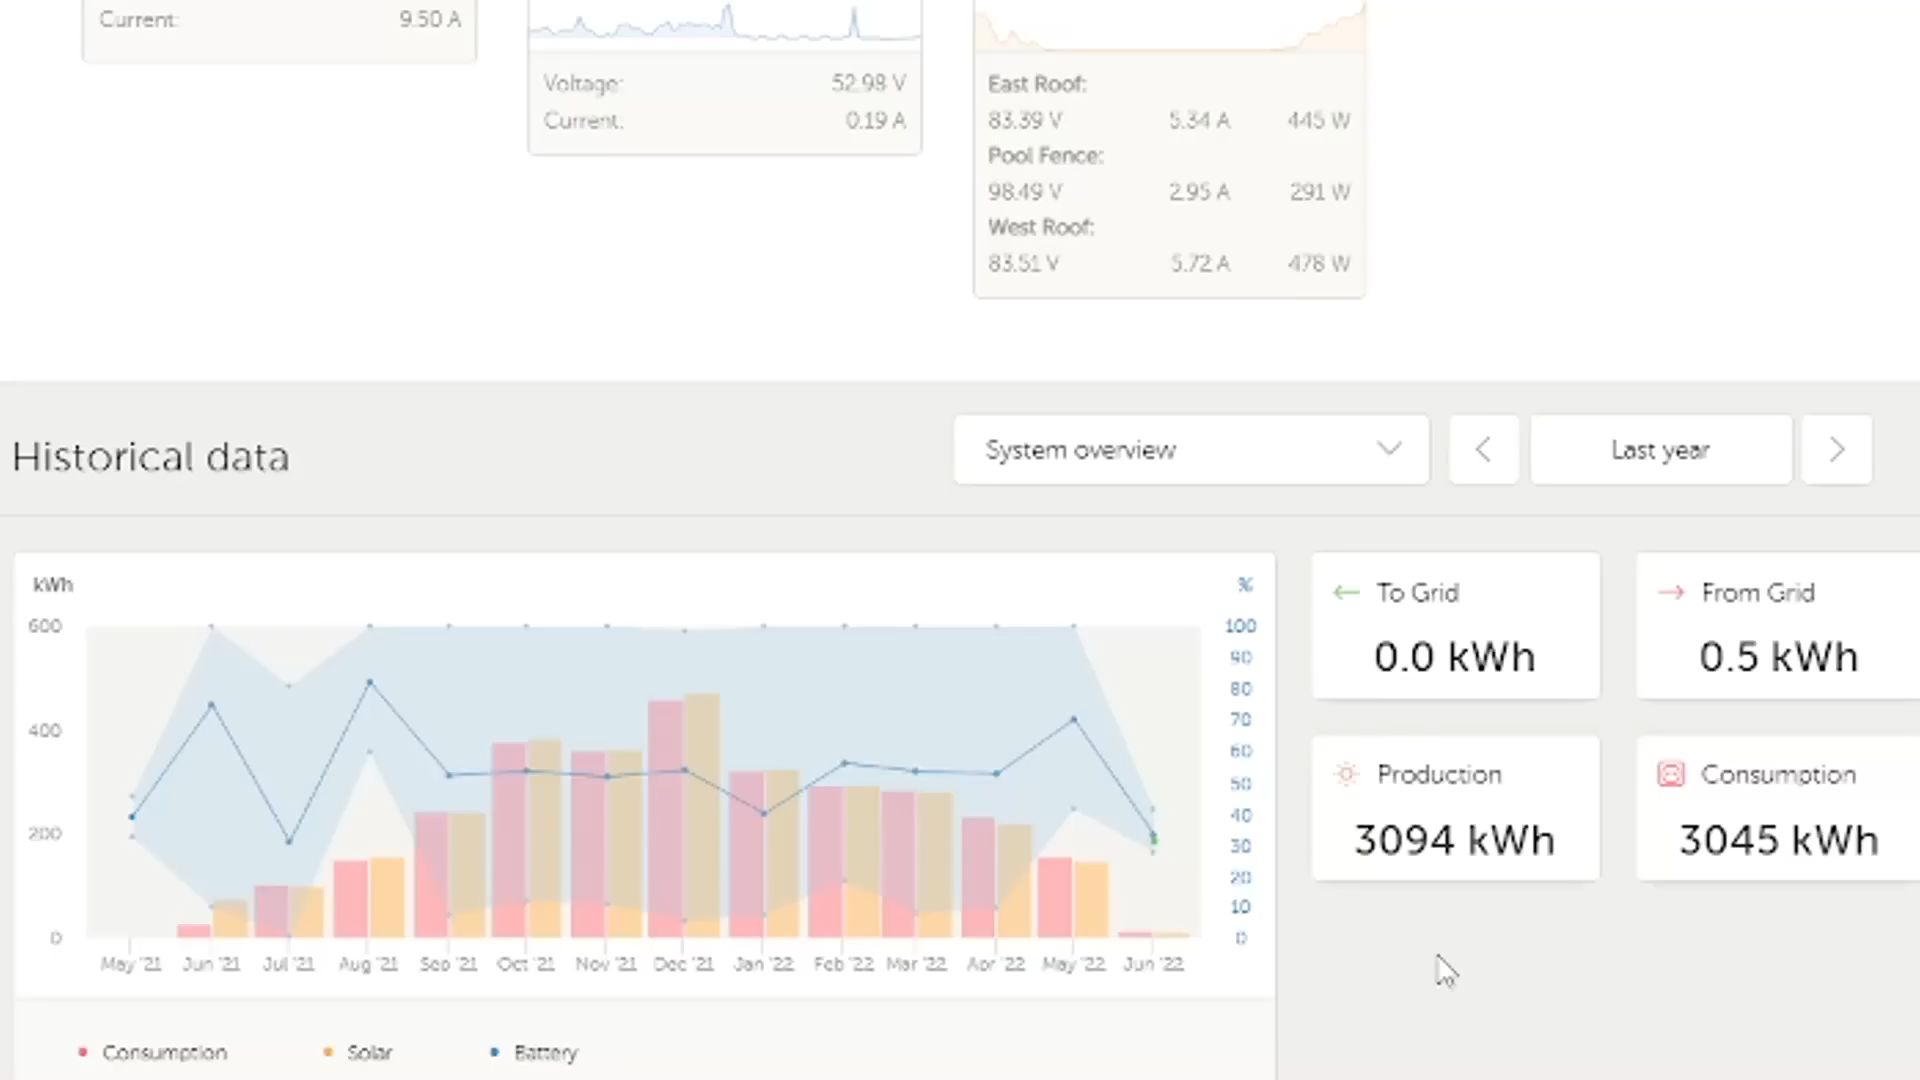 Current: 9.50 A
Voltage: 52.98 V
Current: 0.19 A
East Roof:
83.39 V 5.34 A 445 W
Pool Fence:
98.49 V 2.95 A 291 W
West Roof:
83.51 V 5.72 A 478 W
Historical data
System overview
Last year
kWh
%
600
400
200
0
100
90
80
70
60
50
40
30
20
10
0
May '21 Jun '21 Jul '21 Aug '21 Sep '21 Oct '21 Nov '21 Dec '21 Jan '22 Feb '22 Mar '22 Apr '22 May '22 Jun '22
Consumption Solar Battery
To Grid
0.0 kWh
From Grid
0.5 kWh
Production
3094 kWh
Consumption
3045 kWh